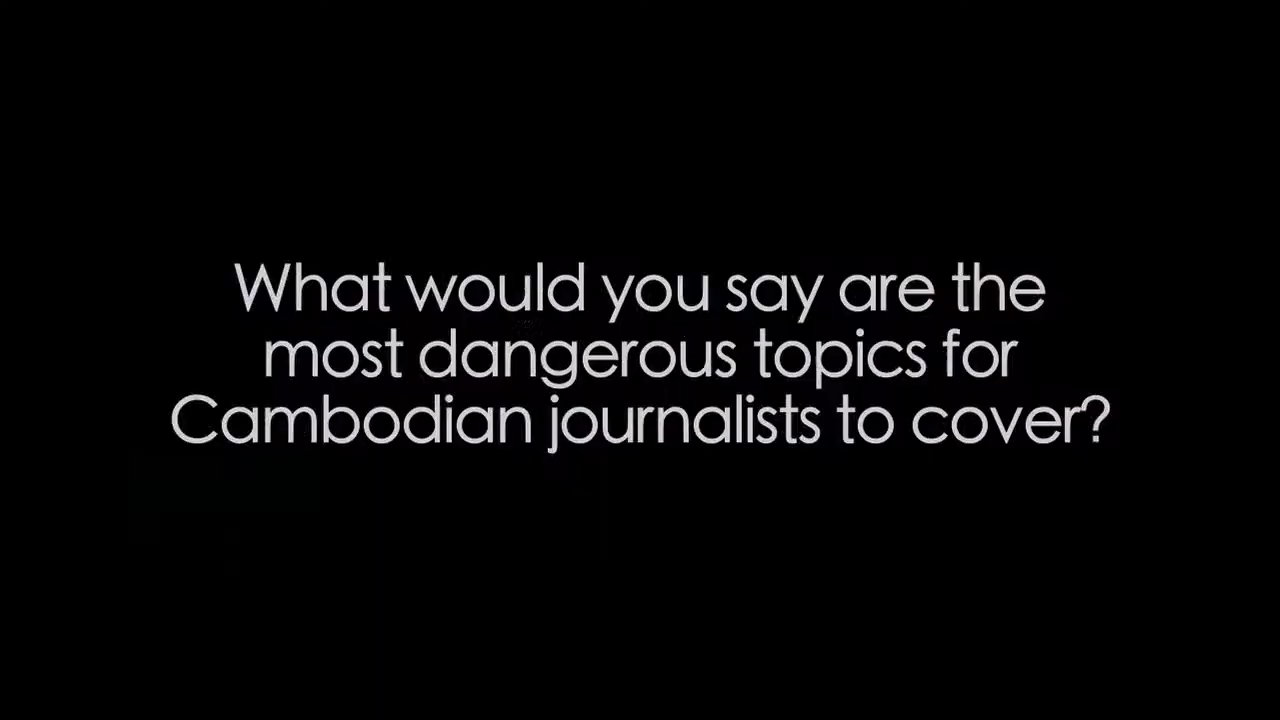 What would you say are the
most dangerous topics for
Cambodian journalists to cover?